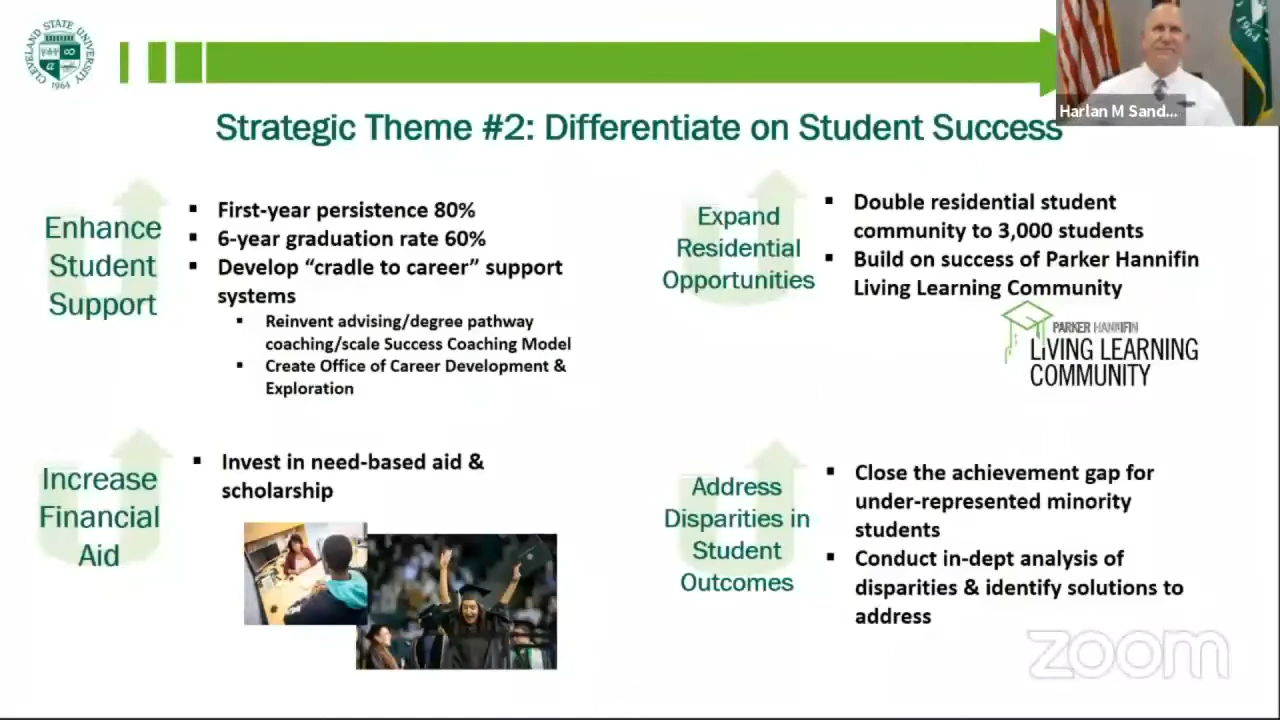 CLEVELAND STATE UNIVERSITY
1964
1964
Harlan M Sand...
Strategic Theme #2: Differentiate on Student Success
Enhance
Student
Support
▪ First-year persistence 80%
▪ 6-year graduation rate 60%
▪ Develop “cradle to career” support
systems
▪ Reinvent advising/degree pathway
coaching/scale Success Coaching Model
▪ Create Office of Career Development &
Exploration
Expand
Residential
Opportunities
▪ Double residential student
community to 3,000 students
▪ Build on success of Parker Hannifin
Living Learning Community
PARKER HANNIFIN
LIVING LEARNING
COMMUNITY
Increase
Financial
Aid
▪ Invest in need-based aid &
scholarship
Address
Disparities in
Student
Outcomes
▪ Close the achievement gap for
under-represented minority
students
▪ Conduct in-dept analysis of
disparities & identify solutions to
address
zoom